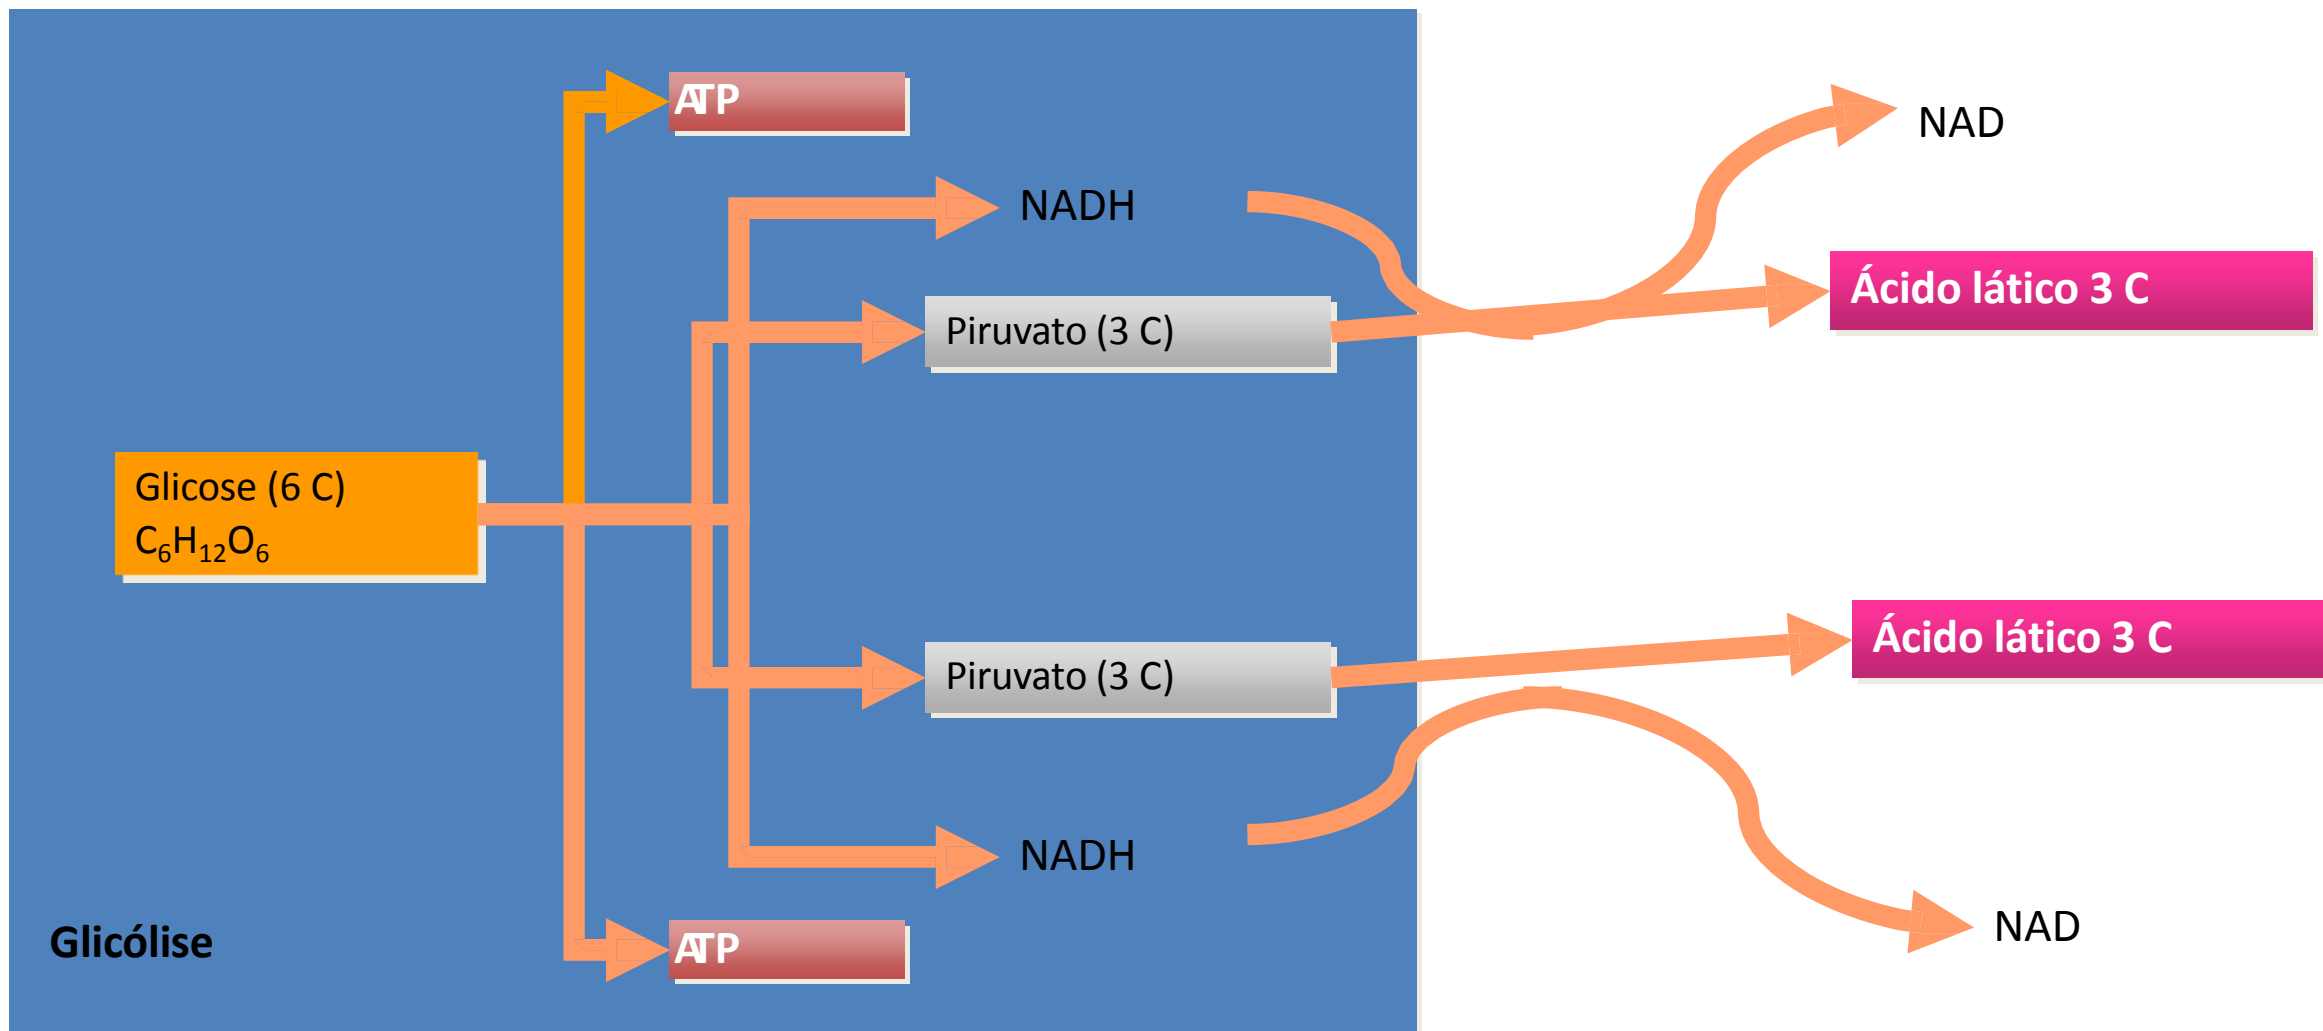 ATP
NAD
NADH
Ácido lático 3 C
Piruvato (3 C)
Glicose (6 C)
C₆H₁₂O₆
Ácido lático 3 C
Piruvato (3 C)
NADH
NAD
Glicólise
ATP